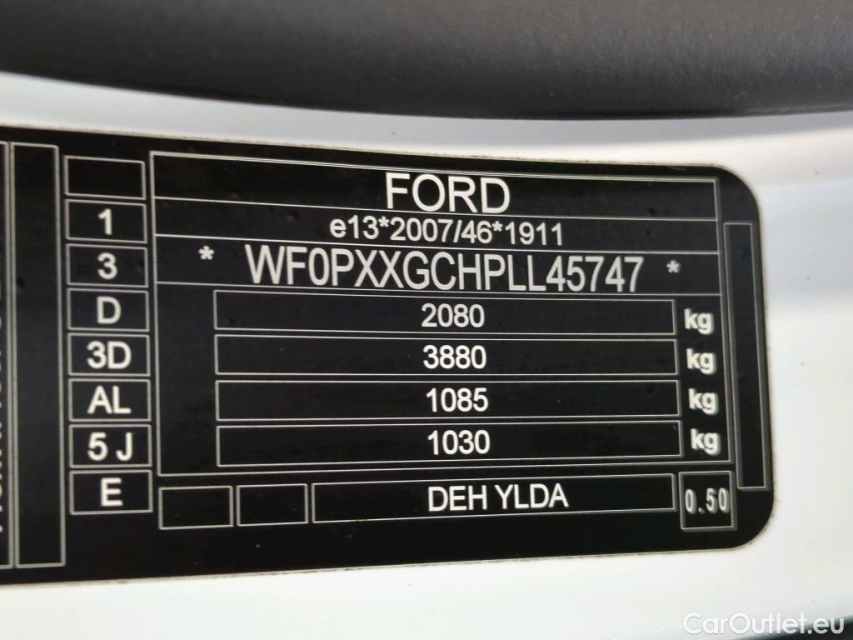 FORD
1 e13*2007/46*1911
3 * WF0PXXGCHPLL45747 *
D 2080 kg
3D 3880 kg
AL 1085 kg
5J 1030 kg
E DEH YLDA 0.50
CarOutlet.eu